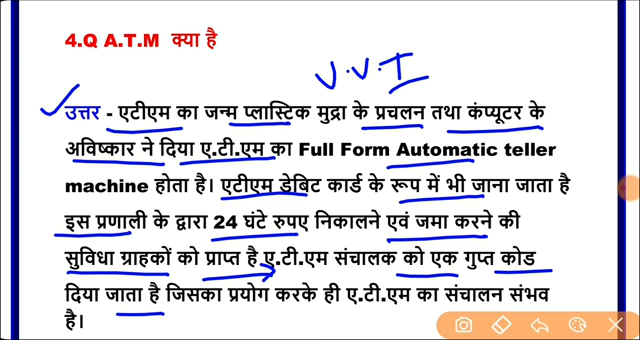 4.Q A.T.M क्या है
V.V.I
उत्तर - एटीएम का जन्म प्लास्टिक मुद्रा के प्रचलन तथा कंप्यूटर के
अविष्कार ने दिया ए.टी.एम का Full Form Automatic teller
machine होता है। एटीएम डेबिट कार्ड के रूप में भी जाना जाता है
इस प्रणाली के द्वारा 24 घंटे रुपए निकालने एवं जमा करने की
सुविधा ग्राहकों को प्राप्त है ए.टी.एम संचालक को एक गुप्त कोड
दिया जाता है जिसका प्रयोग करके ही ए.टी.एम का संचालन संभव
है।